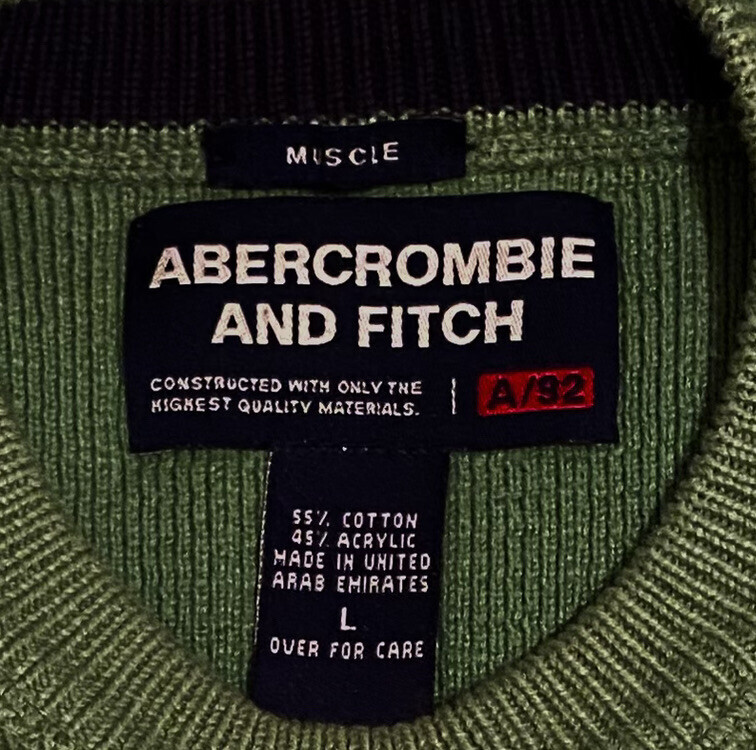 MUSCLE
ABERCROMBIE
AND FITCH
CONSTRUCTED WITH ONLY THE
HIGHEST QUALITY MATERIALS.
A/92
55% COTTON
45% ACRYLIC
MADE IN UNITED
ARAB EMIRATES
L
OVER FOR CARE